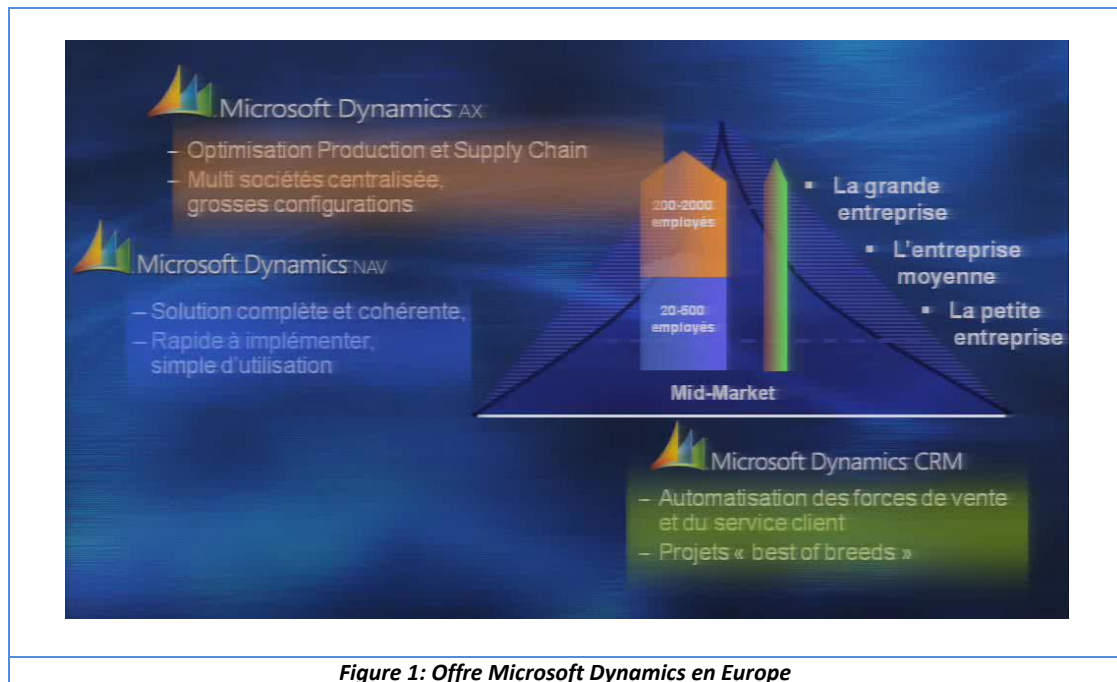 Microsoft Dynamics AX
– Optimisation Production et Supply Chain
– Multi sociétés centralisée,
grosses configurations
Microsoft Dynamics NAV
– Solution complète et cohérente,
– Rapide à implémenter,
simple d'utilisation
200-2000
employés
20-500
employés
Mid-Market
▪ La grande
entreprise
▪ L'entreprise
moyenne
▪ La petite
entreprise
Microsoft Dynamics CRM
– Automatisation des forces de vente
et du service client
– Projets « best of breeds »
Figure 1: Offre Microsoft Dynamics en Europe